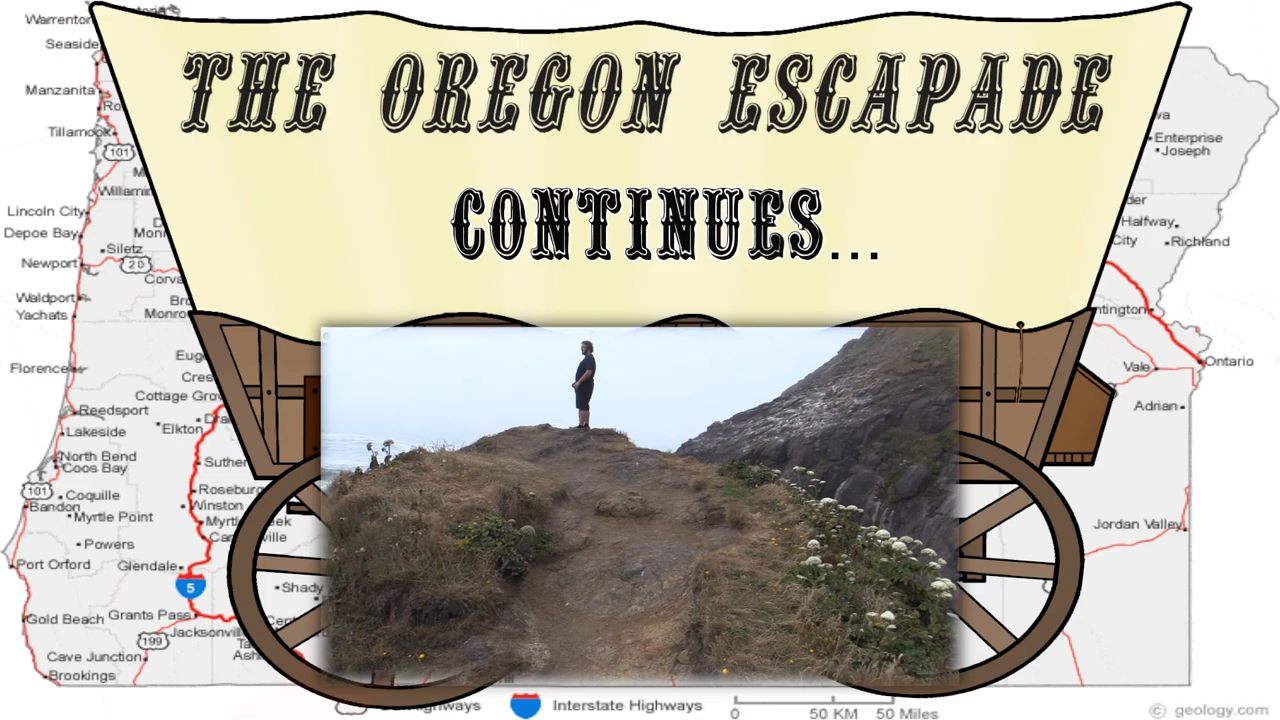 THE OREGON ESCAPADE
CONTINUES...
Warrenton
Seaside
Manzanita
Tillamook
101
Lincoln City
Depoe Bay
Siletz
Newport
20
Waldport
Yachats
Florence
Cottage
Reedsport
Elkton
Lakeside
North Bend
Coos Bay
Roseburg
101
Coquille
Winston
Bandon
Myrtle Point
Powers
Port Orford
Glendale
5
Shady
Gold Beach
Grants Pass
199
Cave Junction
Brookings
Enterprise
Joseph
Halfway
City
Richland
Ontario
Vale
Adrian
Jordan Valley
Interstate Highways
0
50 KM
50 Miles
© geology.com